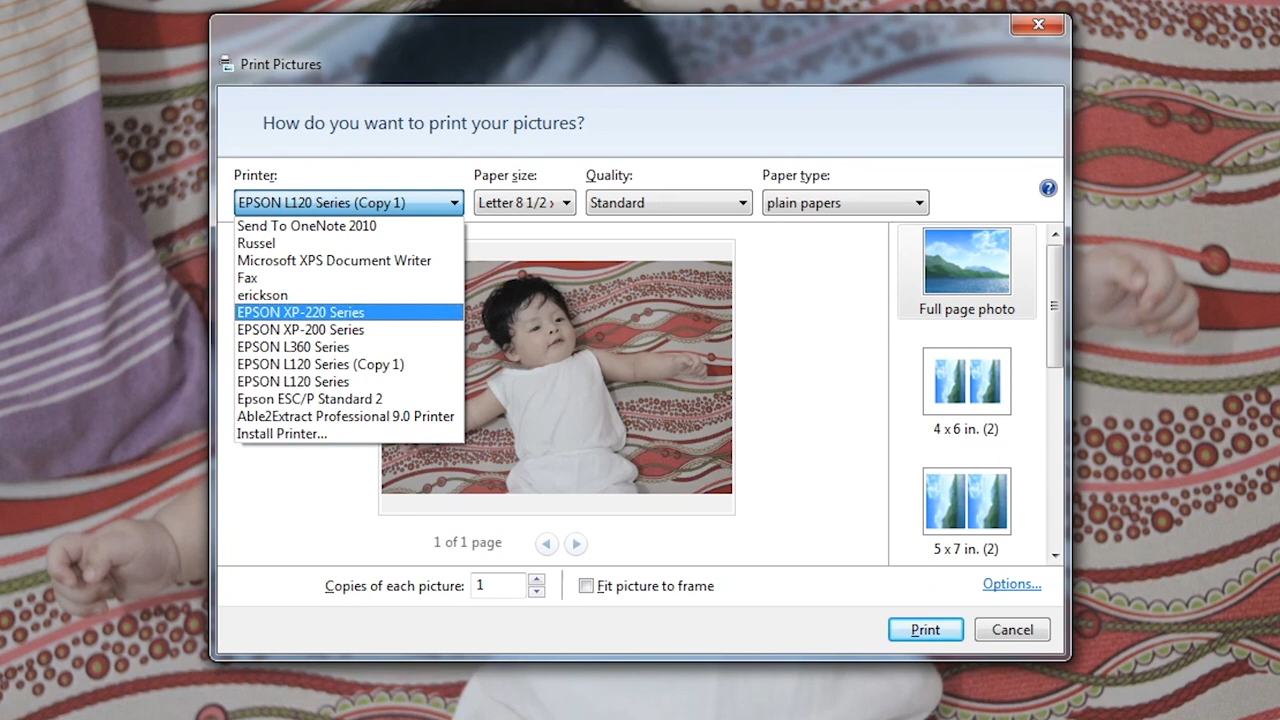 Print Pictures
How do you want to print your pictures?
Printer:
Paper size:
Quality:
Paper type:
EPSON L120 Series (Copy 1)
Letter 8 1/2 x
Standard
plain papers
Send To OneNote 2010
Russel
Microsoft XPS Document Writer
Fax
erickson
EPSON XP-220 Series
EPSON XP-200 Series
EPSON L360 Series
EPSON L120 Series (Copy 1)
EPSON L120 Series
Epson ESC/P Standard 2
Able2Extract Professional 9.0 Printer
Install Printer...
Full page photo
4 x 6 in. (2)
5 x 7 in. (2)
1 of 1 page
Copies of each picture: 1
Fit picture to frame
Options...
Print
Cancel